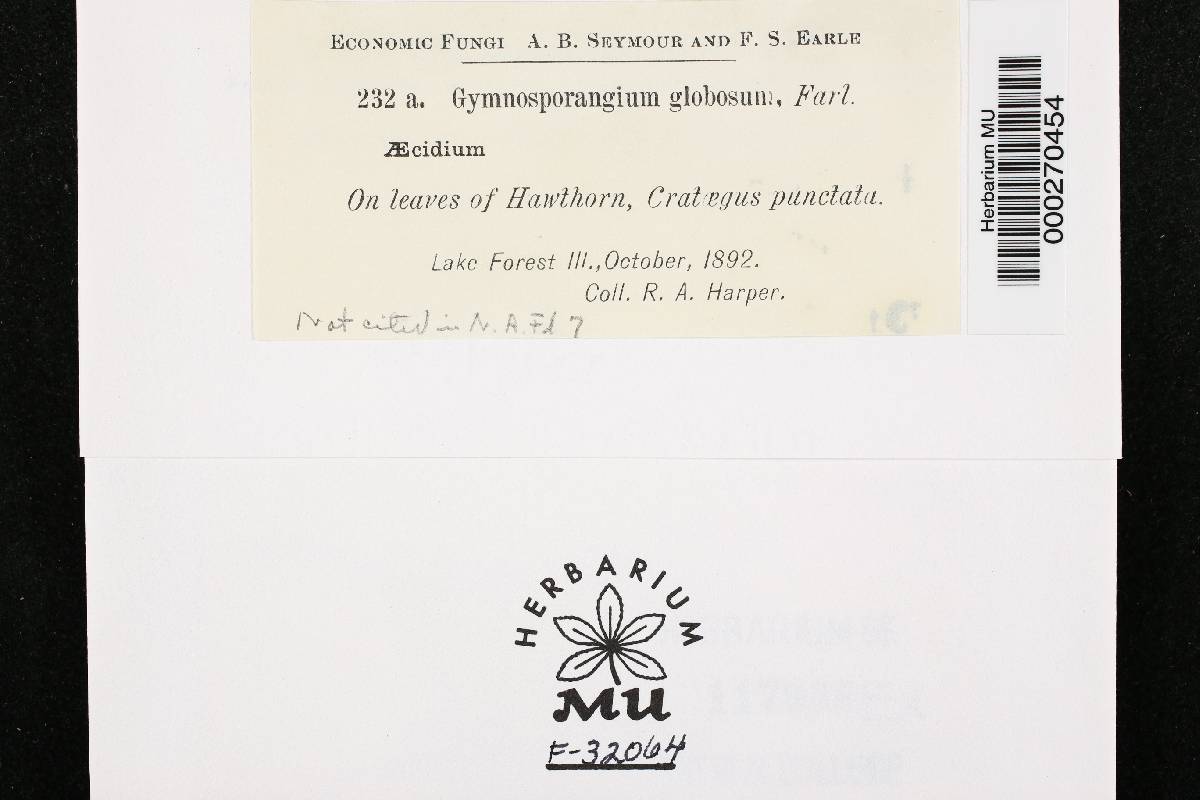 ECONOMIC FUNGI A. B. SEYMOUR AND F. S. EARLE
232 a. Gymnosporangium globosum, Farl.
Æcidium
On leaves of Hawthorn, Cratægus punctata.
Lake Forest Ill., October, 1892.
Coll. R. A. Harper.
Not cited in N. A. Fl 7
Herbarium MU
000270454
HERBARIUM
MU
F-32064